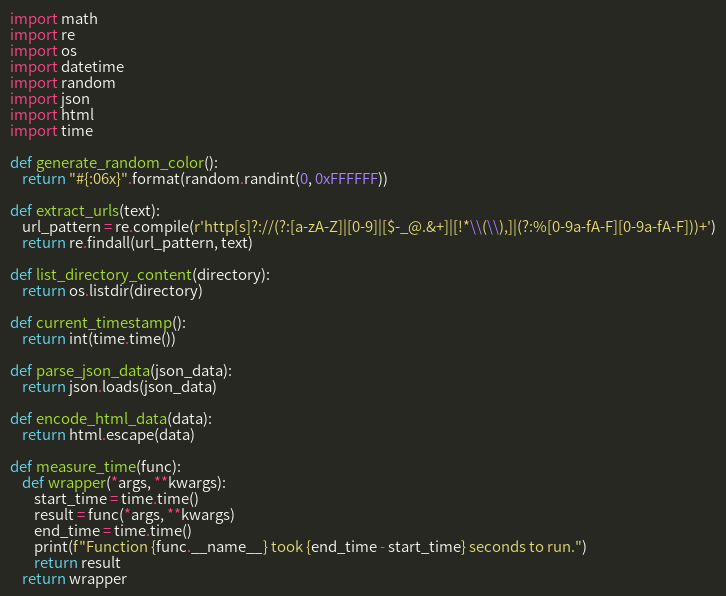 import math
import re
import os
import datetime
import random
import json
import html
import time

def generate_random_color():
    return "#{:06x}".format(random.randint(0, 0xFFFFFF))

def extract_urls(text):
    url_pattern = re.compile(r'http[s]?://(?:[a-zA-Z]|[0-9]|[$-_@.&+]|[!*\\(\\),]|(?:%[0-9a-fA-F][0-9a-fA-F]))+')
    return re.findall(url_pattern, text)

def list_directory_content(directory):
    return os.listdir(directory)

def current_timestamp():
    return int(time.time())

def parse_json_data(json_data):
    return json.loads(json_data)

def encode_html_data(data):
    return html.escape(data)

def measure_time(func):
    def wrapper(*args, **kwargs):
        start_time = time.time()
        result = func(*args, **kwargs)
        end_time = time.time()
        print(f"Function {func.__name__} took {end_time - start_time} seconds to run.")
        return result
    return wrapper